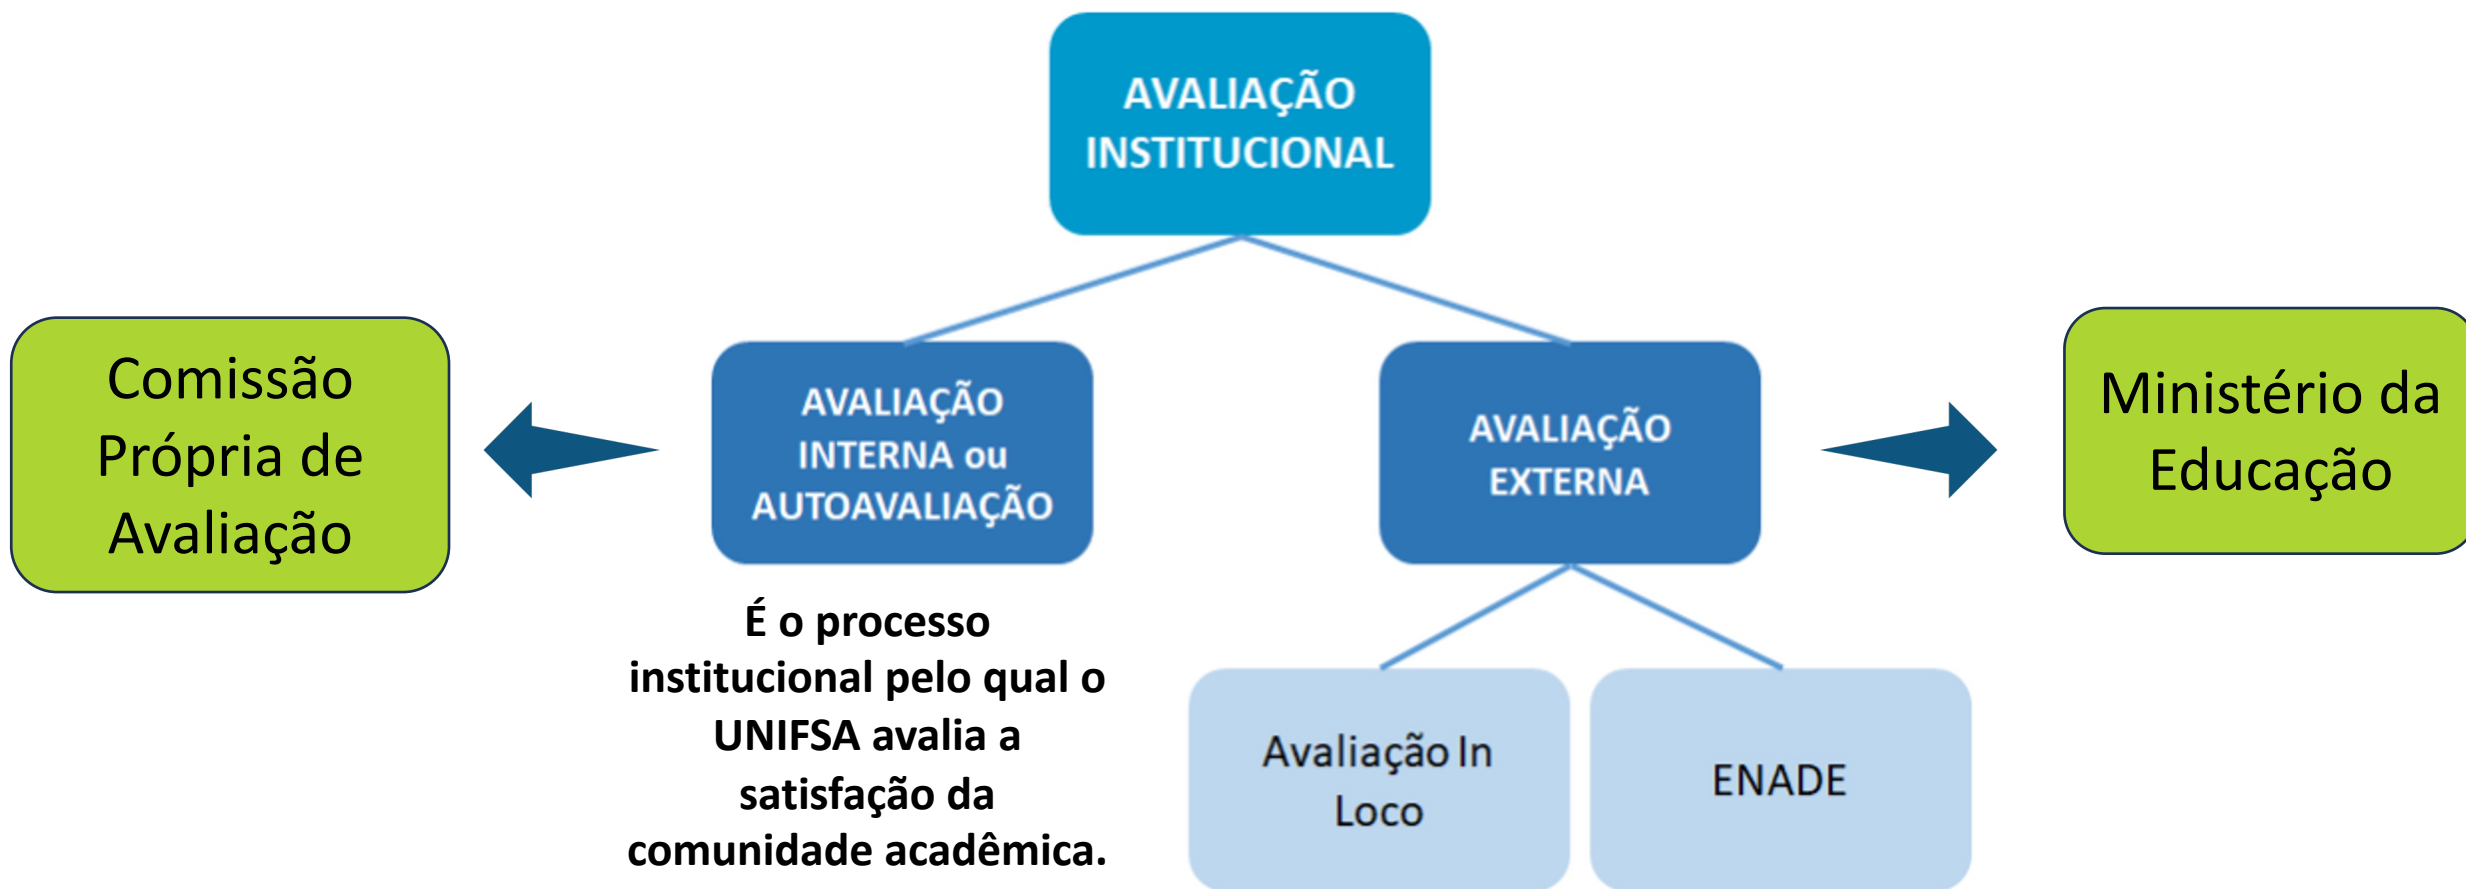 AVALIAÇÃO
INSTITUCIONAL
Comissão
Própria de
Avaliação
AVALIAÇÃO
INTERNA ou
AUTOAVALIAÇÃO
AVALIAÇÃO
EXTERNA
Ministério da
Educação
É o processo
institucional pelo qual o
UNIFSA avalia a
satisfação da
comunidade acadêmica.
Avaliação In
Loco
ENADE